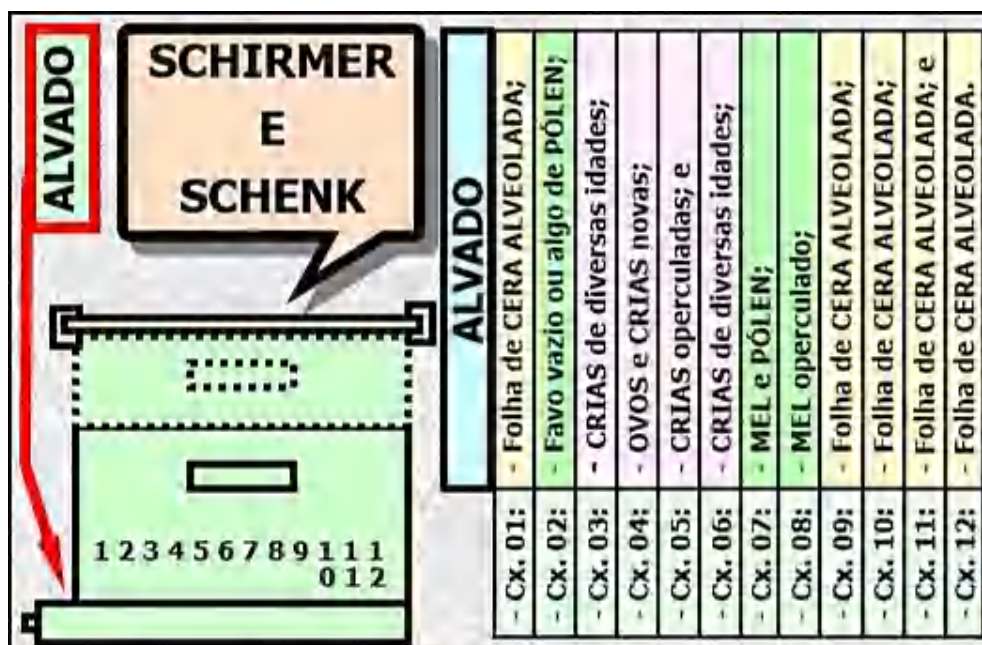 ALVADO
SCHIRMER
E
SCHENK
1 2 3 4 5 6 7 8 9 1 1 1
0 1 2
ALVADO
- Cx. 01: - Folha de CERA ALVEOLADA;
- Cx. 02: - Favo vazio ou algo de PÓLEN;
- Cx. 03: - CRIAS de diversas idades;
- Cx. 04: - OVOS e CRIAS novas;
- Cx. 05: - CRIAS operculadas; e
- Cx. 06: - CRIAS de diversas idades;
- Cx. 07: - MEL e PÓLEN;
- Cx. 08: - MEL operculado;
- Cx. 09: - Folha de CERA ALVEOLADA;
- Cx. 10: - Folha de CERA ALVEOLADA;
- Cx. 11: - Folha de CERA ALVEOLADA; e
- Cx. 12: - Folha de CERA ALVEOLADA.